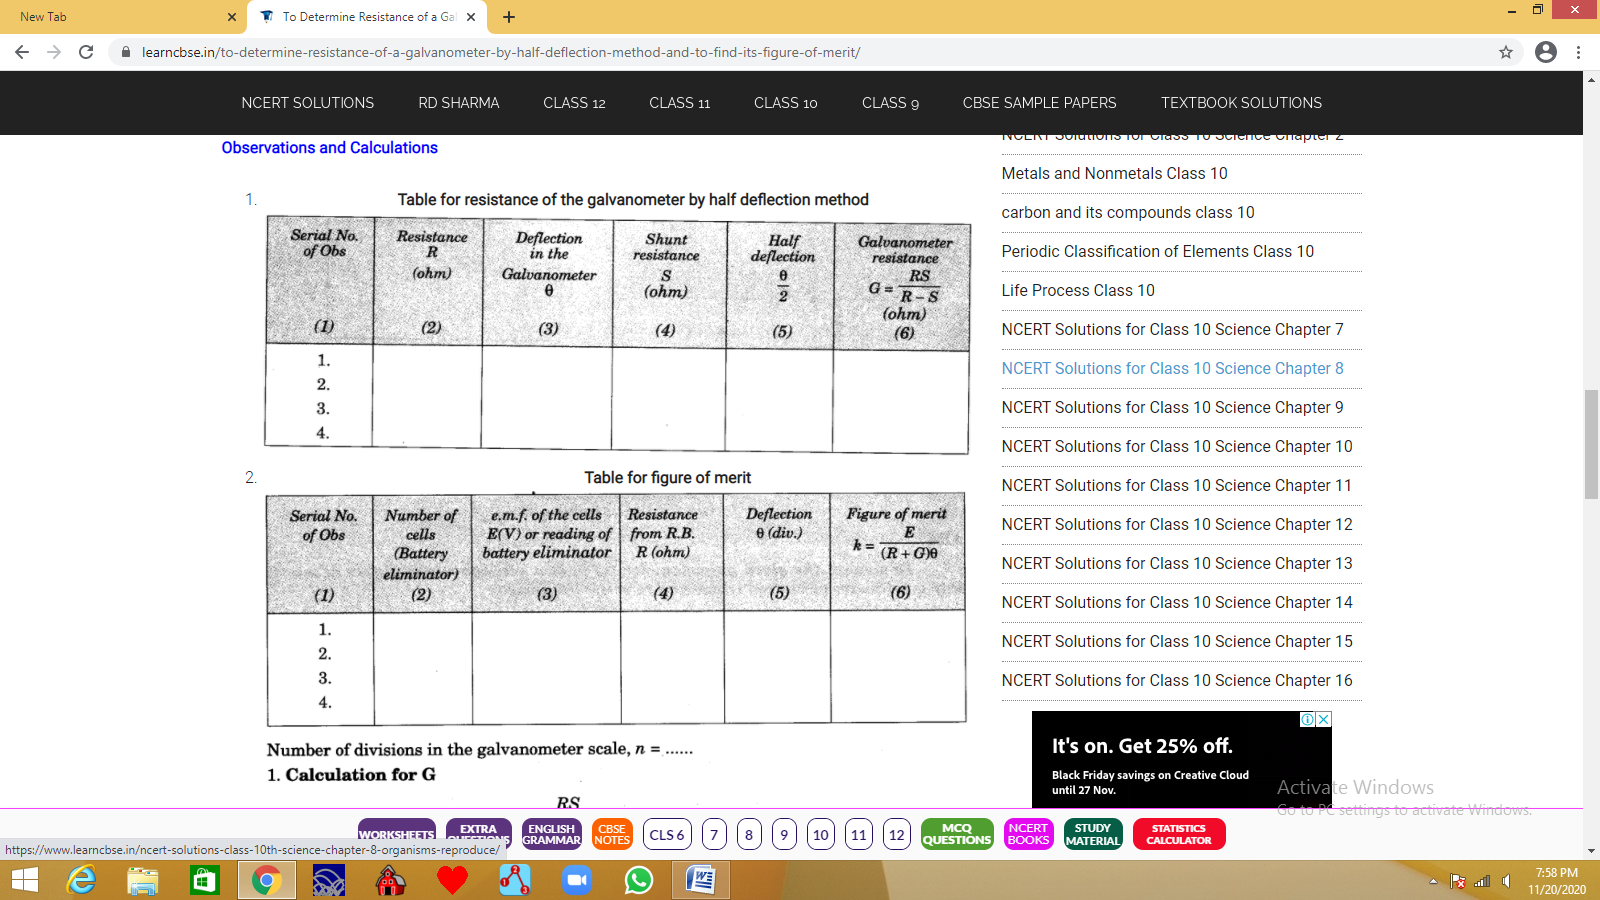 New Tab
To Determine Resistance of a Gal
learncbse.in/to-determine-resistance-of-a-galvanometer-by-half-deflection-method-and-to-find-its-figure-of-merit/
NCERT SOLUTIONS RD SHARMA CLASS 12 CLASS 11 CLASS 10 CLASS 9 CBSE SAMPLE PAPERS TEXTBOOK SOLUTIONS
Observations and Calculations
1. Table for resistance of the galvanometer by half deflection method
Serial No. of Obs (1)
Resistance R (ohm) (2)
Deflection in the Galvanometer θ (3)
Shunt resistance S (ohm) (4)
Half deflection θ/2 (5)
Galvanometer resistance G = RS/(R – S) (ohm) (6)
1.
2.
3.
4.
2. Table for figure of merit
Serial No. of Obs (1)
Number of cells (Battery eliminator) (2)
e.m.f. of the cells E(V) or reading of battery eliminator (3)
Resistance from R.B. R (ohm) (4)
Deflection θ (div.) (5)
Figure of merit k = E/((R + G)θ) (6)
1.
2.
3.
4.
Number of divisions in the galvanometer scale, n = ......
1. Calculation for G
RS
NCERT Solutions for Class 10 Science Chapter 2
Metals and Nonmetals Class 10
carbon and its compounds class 10
Periodic Classification of Elements Class 10
Life Process Class 10
NCERT Solutions for Class 10 Science Chapter 7
NCERT Solutions for Class 10 Science Chapter 8
NCERT Solutions for Class 10 Science Chapter 9
NCERT Solutions for Class 10 Science Chapter 10
NCERT Solutions for Class 10 Science Chapter 11
NCERT Solutions for Class 10 Science Chapter 12
NCERT Solutions for Class 10 Science Chapter 13
NCERT Solutions for Class 10 Science Chapter 14
NCERT Solutions for Class 10 Science Chapter 15
NCERT Solutions for Class 10 Science Chapter 16
It's on. Get 25% off.
Black Friday savings on Creative Cloud
until 27 Nov.
Activate Windows
Go to PC settings to activate Windows.
WORKSHEETS
EXTRA QUESTIONS
ENGLISH GRAMMAR
CBSE NOTES
CLS 6
7
8
9
10
11
12
MCQ QUESTIONS
NCERT BOOKS
STUDY MATERIAL
STATISTICS CALCULATOR
https://www.learncbse.in/ncert-solutions-class-10th-science-chapter-8-organisms-reproduce/
7:58 PM
11/20/2020